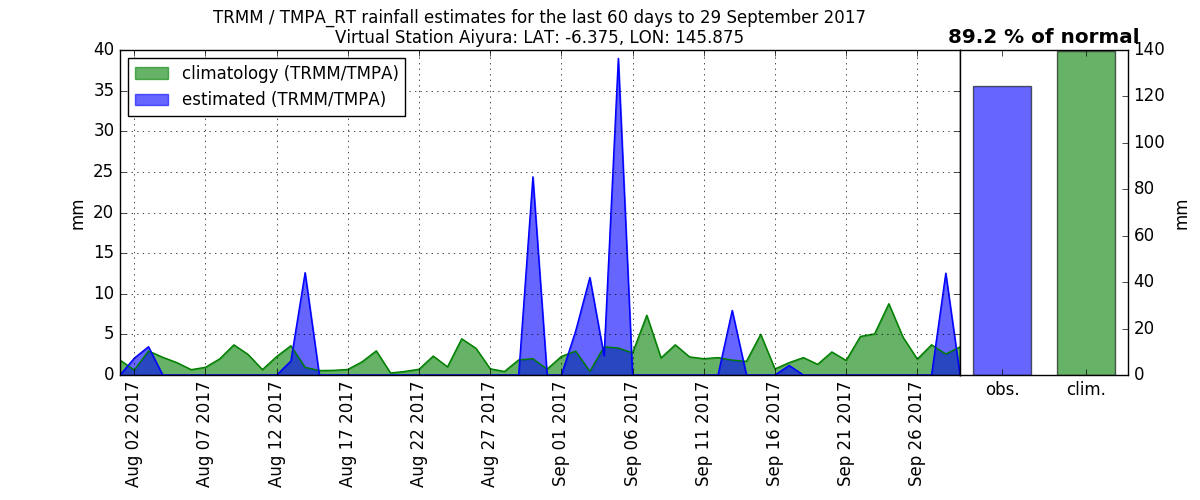 TRMM / TMPA_RT rainfall estimates for the last 60 days to 29 September 2017
Virtual Station Aiyura: LAT: -6.375, LON: 145.875
89.2 % of normal
climatology (TRMM/TMPA)
estimated (TRMM/TMPA)
mm
40
35
30
25
20
15
10
5
0
Aug 02 2017
Aug 07 2017
Aug 12 2017
Aug 17 2017
Aug 22 2017
Aug 27 2017
Sep 01 2017
Sep 06 2017
Sep 11 2017
Sep 16 2017
Sep 21 2017
Sep 26 2017
obs.
clim.
140
120
100
80
60
40
20
0
mm